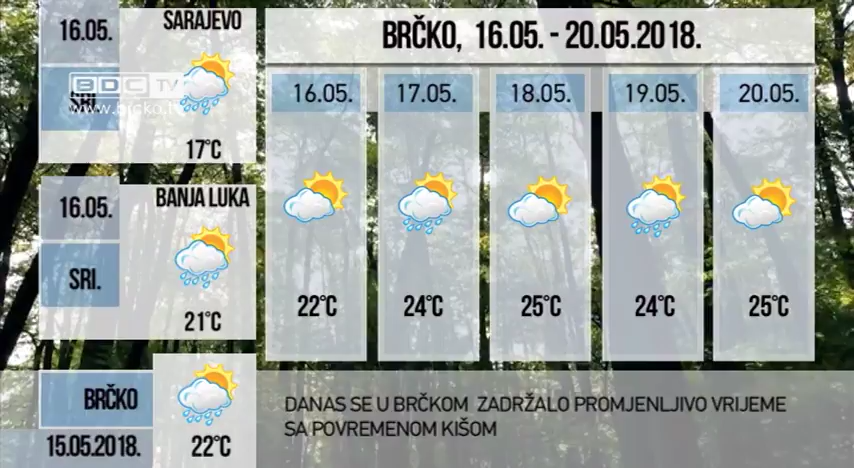 16.05.
SARAJEVO
BDC TV
SRI.
www.brcko.tv
17°C
16.05.
BANJA LUKA
SRI.
21°C
BRČKO
15.05.2018.
22°C
BRČKO, 16.05. - 20.05.2018.
16.05. 17.05. 18.05. 19.05. 20.05.
22°C 24°C 25°C 24°C 25°C
DANAS SE U BRČKOM ZADRŽALO PROMJENLJIVO VRIJEME
SA POVREMENOM KIŠOM